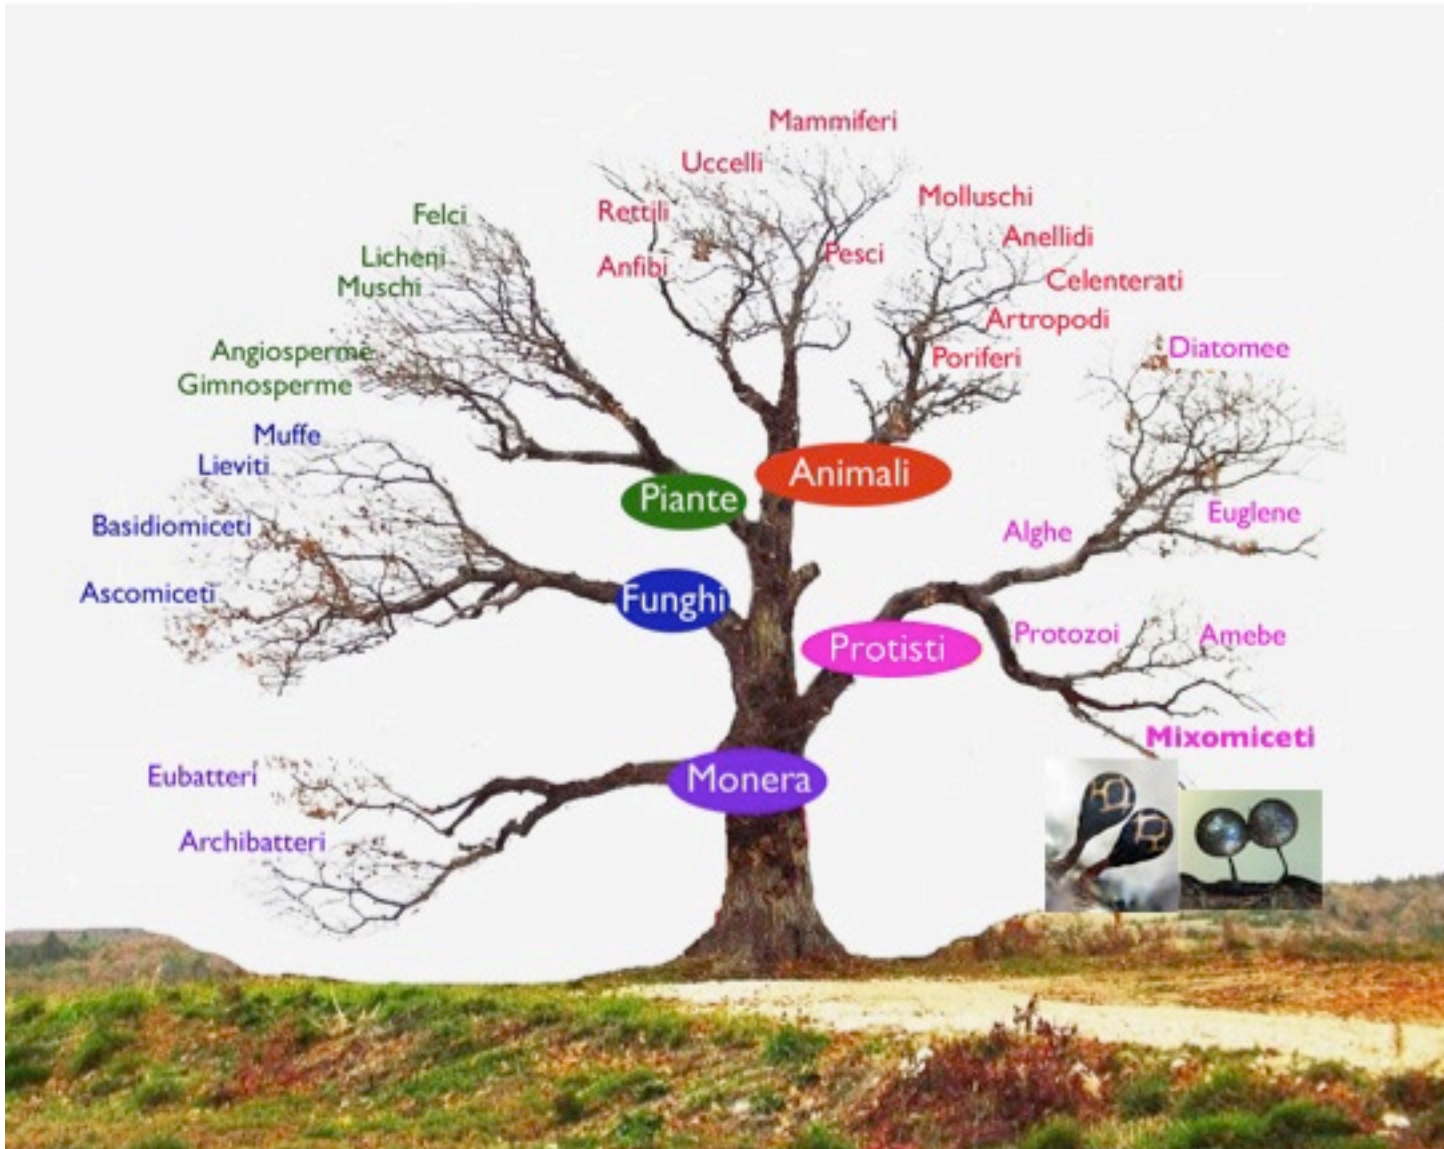 Mammiferi
Uccelli
Molluschi
Rettili
Felci
Anellidi
Licheni
Pesci
Anfibi
Muschi
Celenterati
Artropodi
Diatomee
Angiosperme
Poriferi
Gimnosperme
Muffe
Lieviti
Animali
Piante
Basidiomiceti
Euglene
Alghe
Ascomiceti
Funghi
Protozoi
Amebe
Protisti
Mixomiceti
Eubatteri
Monera
Archibatteri